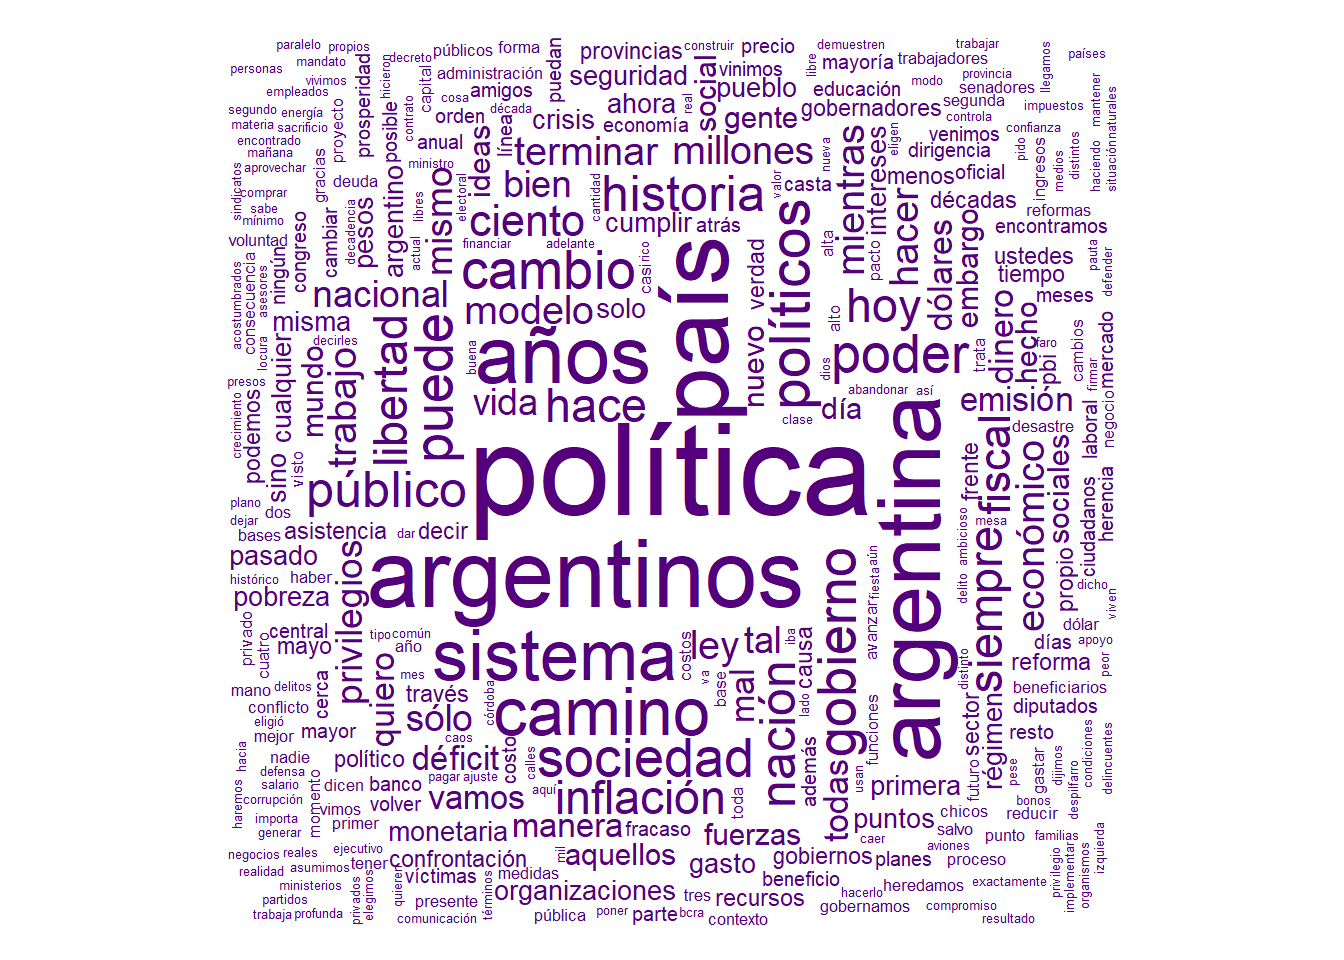 política
argentinos
argentina
país
sistema
años
camino
sociedad
gobierno
políticos
cambio
poder
libertad
puede
público
historia
inflación
nación
siempre
fiscal
económico
hoy
hace
hacer
modelo
ciento
terminar
millones
bien
mismo
ideas
trabajo
nacional
mundo
vida
nuevo
verdad
solo
cumplir
atrás
casta
día
mientras
intereses
menos
oficial
décadas
dólares
embargo
dinero
hecho
pbi
emisión
ustedes
tiempo
encontramos
meses
mercado
cambios
social
pueblo
gente
ahora
economía
crisis
seguridad
provincias
precio
mayoría
trabajadores
educación
gobernadores
segunda
senadores
venimos
dirigencia
vinimos
puedan
amigos
administración
públicos
forma
orden
línea
anual
década
cosa
real
construir
demuestren
trabajar
países
libre
modo
provincia
llegamos
impuestos
mantener
controla
confianza
pido
medios
distintos
haciendo
situación
naturales
ingresos
reformas
eligen
nueva
valor
cantidad
electoral
libres
ministro
capital
contrato
hicieron
decreto
paralelo
propios
personas
mandato
vivimos
empleados
prosperidad
segundo
energía
materia
sacrificio
encontrado
mañana
aprovechar
proyecto
posible
argentino
pesos
deuda
gracias
sindicatos
comprar
sabe
mínimo
voluntad
congreso
cambiar
decadencia
actual
financiar
adelante
casi
rico
alta
alto
pacto
pauta
defender
acostumbrados
consecuencia
asesores
locura
ningún
decirles
misma
cualquier
sino
podemos
presos
crecimiento
visto
buena
dios
clase
abandonar
así
trata
faro
firmar
negocio
laboral
desastre
frente
sociales
ciudadanos
herencia
mesa
ambicioso
delito
propio
dicho
viven
dólar
apoyo
días
peor
reforma
beneficiarios
diputados
resto
distinto
régimen
sector
futuro
plano
dejar
bases
dos
asistencia
dar
decir
pasado
histórico
haber
pobreza
privilegios
privado
cuatro
central
mayo
tipo
común
año
quiero
mes
través
sólo
caos
córdoba
mano
delitos
conflicto
eligió
mejor
mayor
cerca
nadie
político
déficit
costo
costos
ley
va
base
tal
mal
iba
causa
lado
además
todas
avanzar
aún
fiesta
funciones
usan
primera
puntos
chicos
gastar
pese
bonos
reducir
dijimos
despilfarro
condiciones
delincuentes
hacia
defensa
salario
corrupción
haremos
importa
generar
momento
dicen
banco
pagar
ajuste
vimos
volver
vamos
calles
aquí
toda
primer
monetaria
manera
fracaso
fuerzas
caer
aviones
salvo
punto
familias
izquierda
negocios
reales
ejecutivo
realidad
asumimos
tener
confrontación
mil
aquellos
gasto
gobiernos
planes
proceso
ministerios
quieren
víctimas
medidas
beneficio
heredamos
exactamente
hacerlo
privilegio
implementar
organismos
partidos
privados
elegimos
presente
términos
organizaciones
tres
recursos
gobernamos
compromiso
trabaja
profunda
comunicación
pública
poner
parte
bcra
contexto
resultado